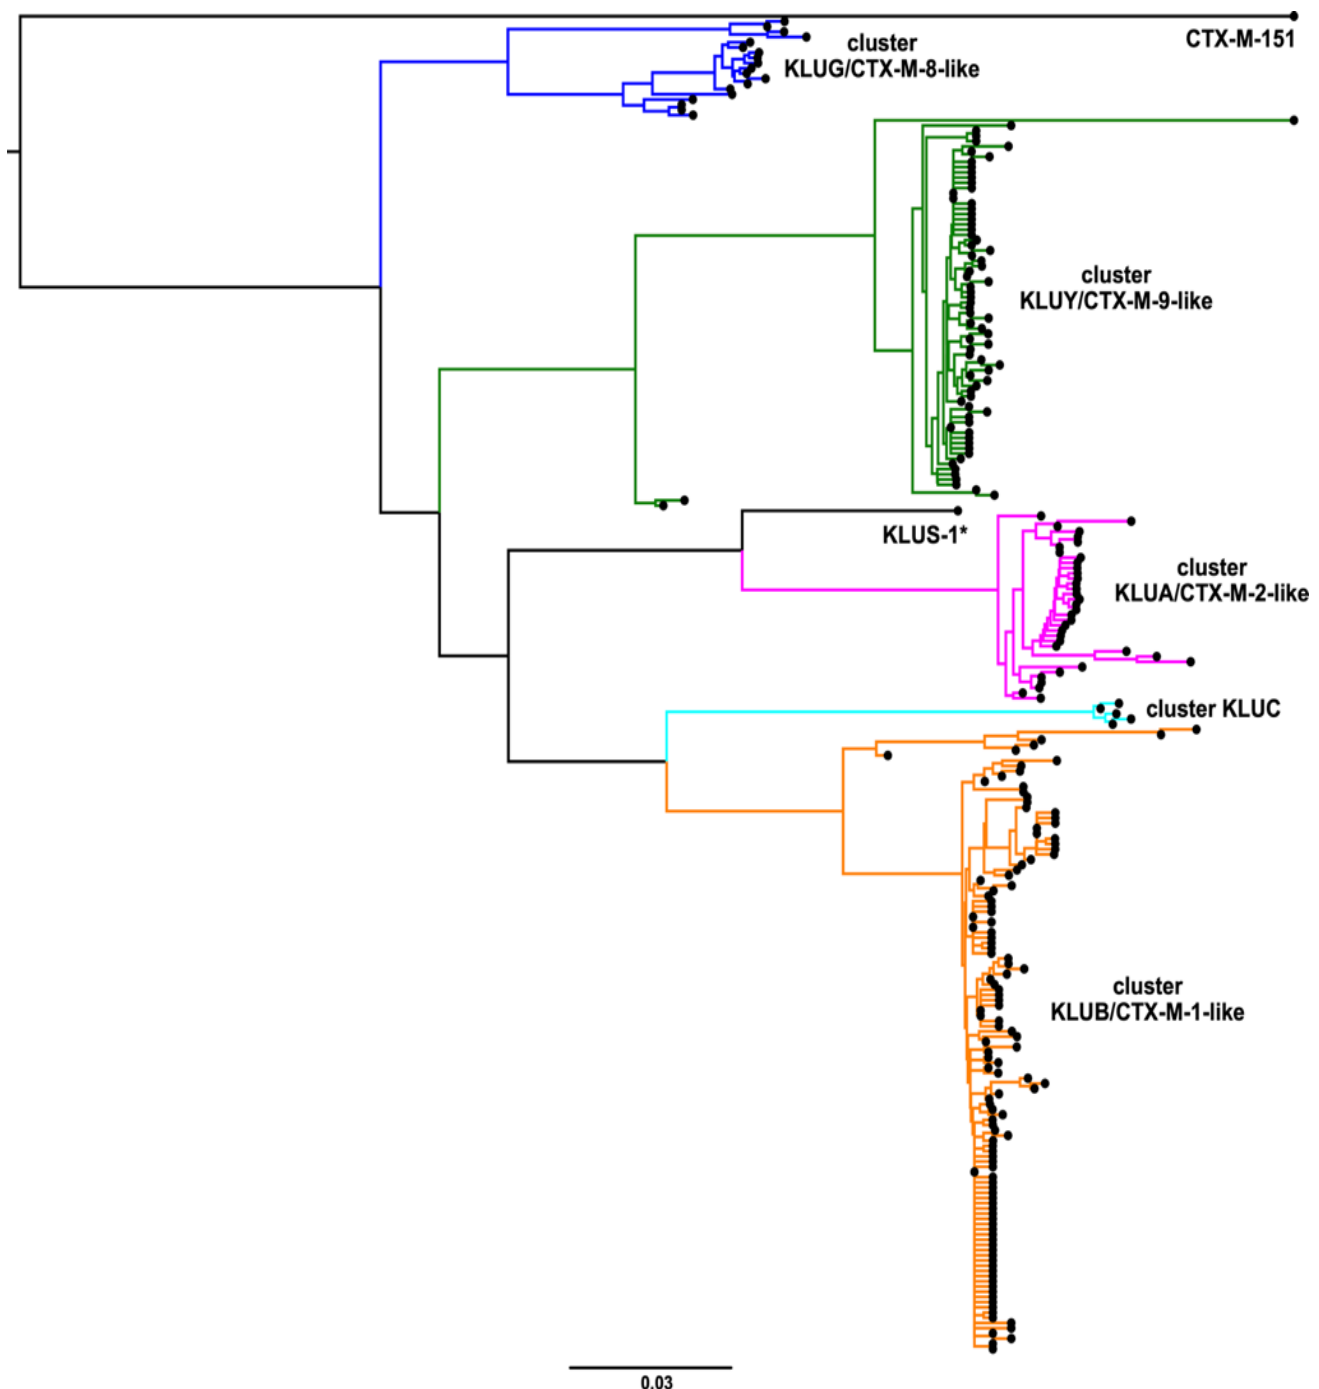 CTX-M-151
cluster
KLUG/CTX-M-8-like
cluster
KLUY/CTX-M-9-like
KLUS-1*
cluster
KLUA/CTX-M-2-like
cluster KLUC
cluster
KLUB/CTX-M-1-like
0.03